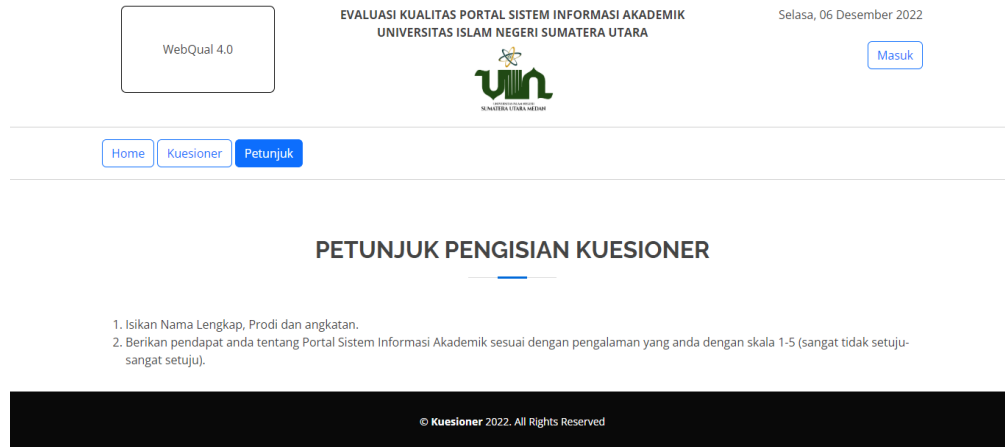 WebQual 4.0
EVALUASI KUALITAS PORTAL SISTEM INFORMASI AKADEMIK
UNIVERSITAS ISLAM NEGERI SUMATERA UTARA
UIN
UNIVERSITAS ISLAM NEGERI
SUMATERA UTARA MEDAN
Selasa, 06 Desember 2022
Masuk
Home
Kuesioner
Petunjuk
PETUNJUK PENGISIAN KUESIONER
1. Isikan Nama Lengkap, Prodi dan angkatan.
2. Berikan pendapat anda tentang Portal Sistem Informasi Akademik sesuai dengan pengalaman yang anda dengan skala 1-5 (sangat tidak setuju-
sangat setuju).
© Kuesioner 2022. All Rights Reserved